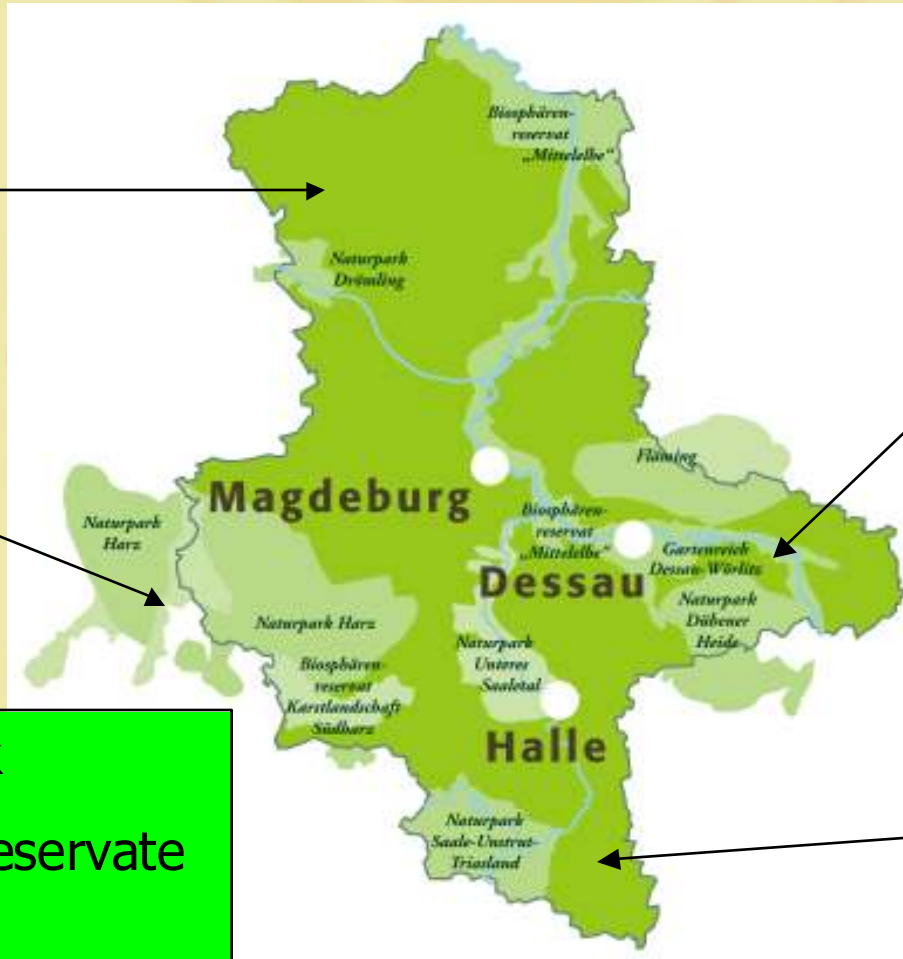 Biosphären-
reservat
„Mittelelbe“
Naturpark
Drömling
Fläming
Magdeburg
Naturpark
Harz
Biosphären-
reservat
„Mittelelbe“
Gartenreich
Dessau-Wörlitz
Dessau
Naturpark
Dübener
Heide
Naturpark Harz
Naturpark
Unteres
Saaletal
Biosphären-
reservat
Karstlandschaft
Südharz
Halle
eservate
Naturpark
Saale-Unstrut-
Triasland